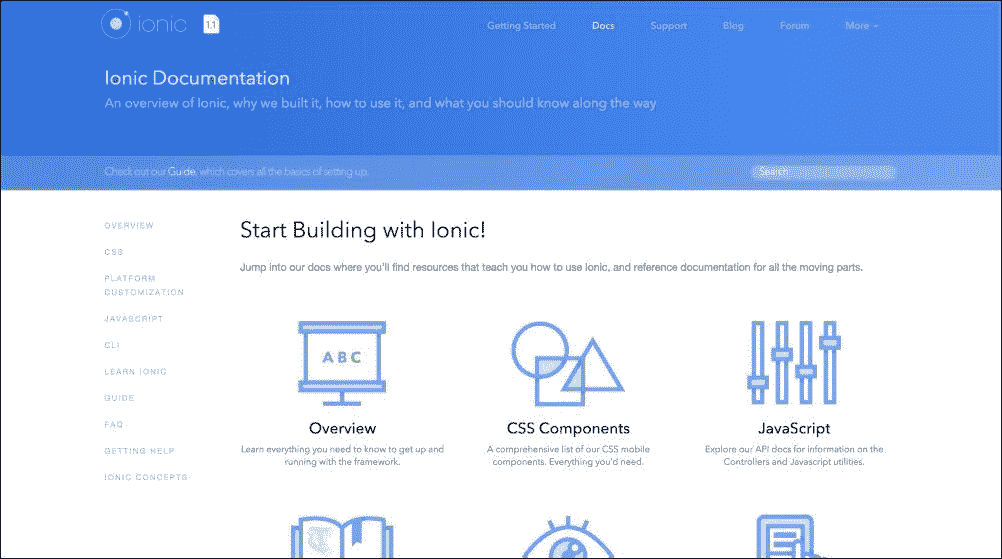 ionic
1.1
Getting Started
Docs
Support
Blog
Forum
More
Ionic Documentation
An overview of Ionic, why we built it, how to use it, and what you should know along the way
Check out our Guide, which covers all the basics of setting up.
Search
OVERVIEW
CSS
PLATFORM
CUSTOMIZATION
JAVASCRIPT
CLI
LEARN IONIC
GUIDE
FAQ
GETTING HELP
IONIC CONCEPTS
Start Building with Ionic!
Jump into our docs where you'll find resources that teach you how to use Ionic, and reference documentation for all the moving parts.
ABC
Overview
Learn everything you need to know to get up and
running with the framework.
CSS Components
A comprehensive list of our CSS mobile
components. Everything you'd need.
JavaScript
Explore our API docs for information on the
Controllers and Javascript utilities.